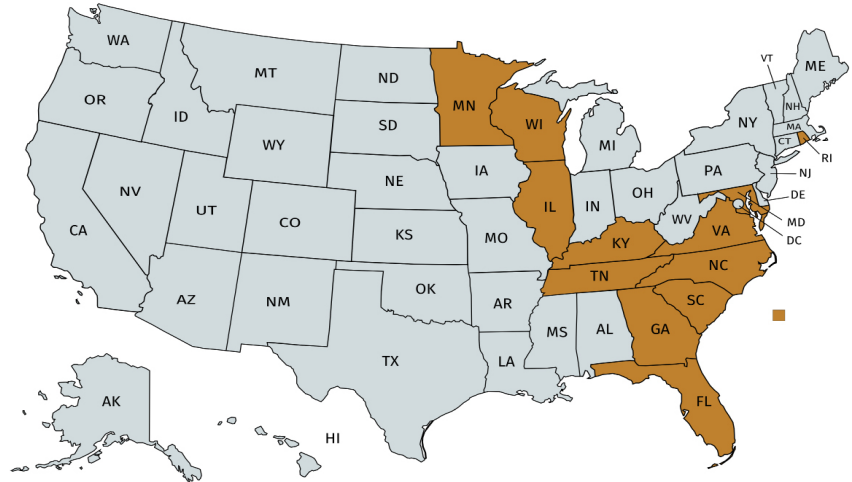 WA
MT
ND
MN
VT
ME
OR
ID
SD
WI
NH
NY
MA
WY
MI
CT
RI
IA
PA
NJ
NE
NV
OH
DE
IL
IN
UT
CO
WV
MD
CA
KS
MO
VA
DC
KY
NC
TN
OK
AZ
NM
AR
SC
MS
AL
GA
TX
LA
AK
FL
HI